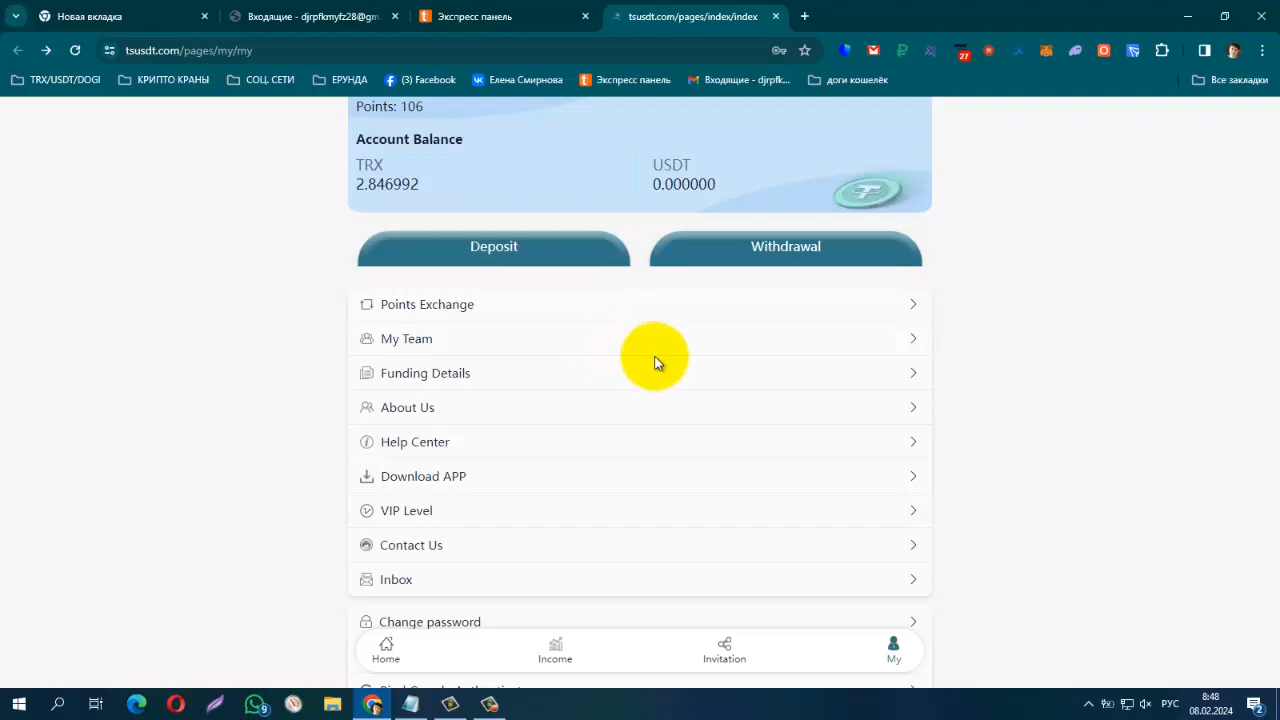 Новая вкладка
Входящие - djrpfkmyfz28@gm
Экспресс панель
tsusdt.com/pages/index/index
tsusdt.com/pages/my/my
27
TRX/USDT/DOGI
КРИПТО КРАНЫ
СОЦ. СЕТИ
ЕРУНДА
(3) Facebook
Елена Смирнова
Экспресс панель
Входящие - djrpfk...
доги кошелёк
Все закладки
Points: 106
Account Balance
TRX
USDT
2.846992
0.000000
Deposit
Withdrawal
Points Exchange
My Team
Funding Details
About Us
Help Center
Download APP
VIP Level
Contact Us
Inbox
Change password
Home
Income
Invitation
My
9
РУС
8:48
08.02.2024
2